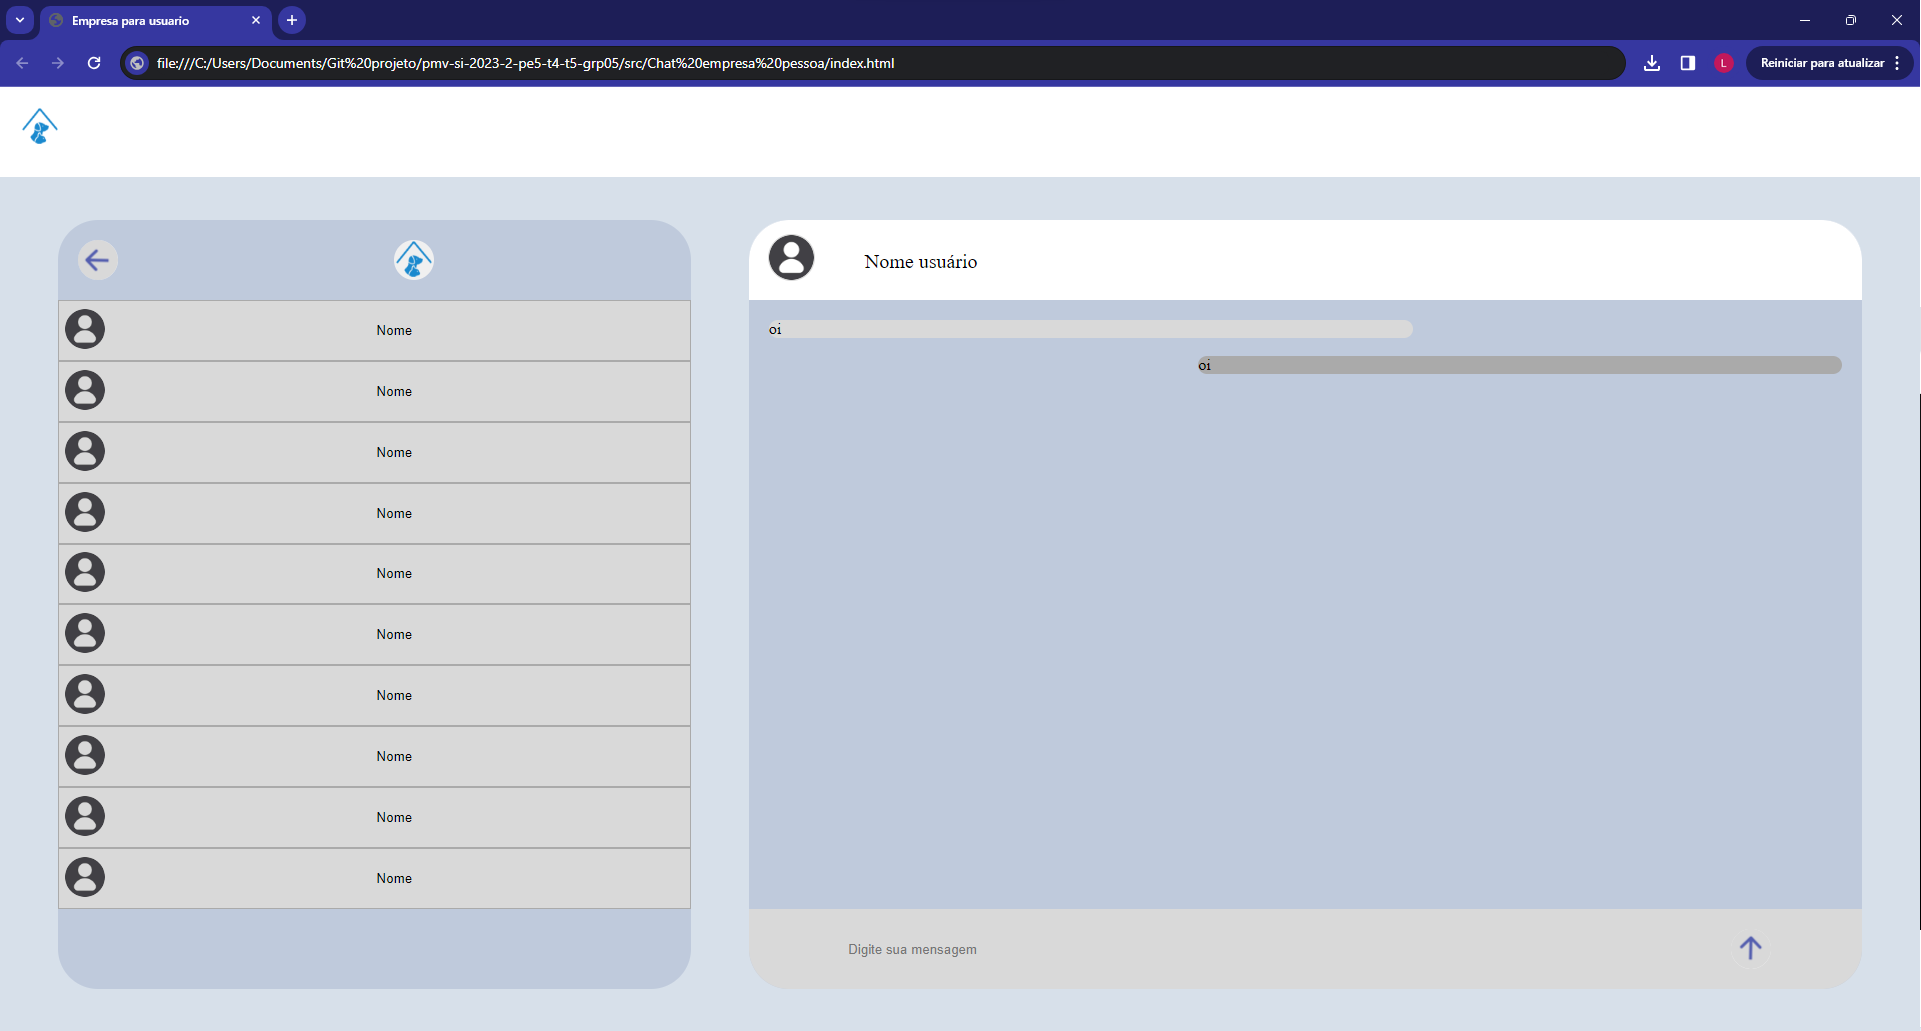 Empresa para usuario
file:///C:/Users/Documents/Git%20projeto/pmv-si-2023-2-pe5-t4-t5-grp05/src/Chat%20empresa%20pessoa/index.html
L
Reiniciar para atualizar
Nome usuário
Nome
Nome
Nome
Nome
Nome
Nome
Nome
Nome
Nome
Nome
oi
oi
Digite sua mensagem